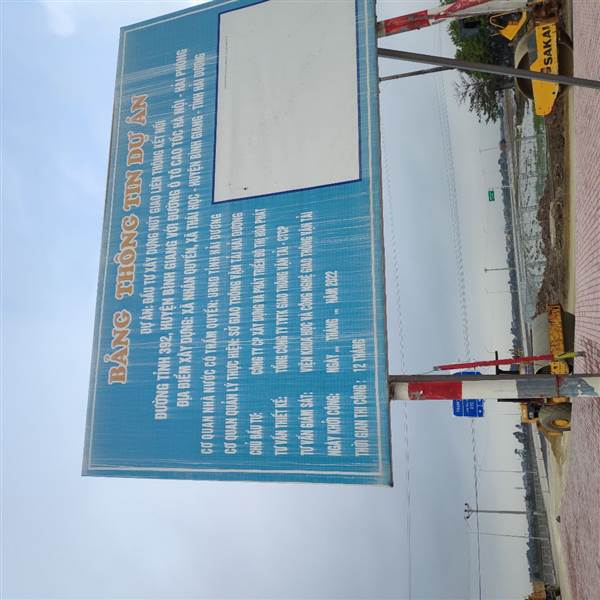 BẢNG THÔNG TIN DỰ ÁN
DỰ ÁN: ĐẦU TƯ XÂY DỰNG NÚT GIAO LIÊN THÔNG KẾT NỐI
ĐƯỜNG TỈNH 392, HUYỆN BÌNH GIANG VỚI ĐƯỜNG Ô TÔ CAO TỐC HÀ NỘI - HẢI PHÒNG
ĐỊA ĐIỂM XÂY DỰNG: XÃ NHÂN QUYỀN, XÃ THÁI HỌC - HUYỆN BÌNH GIANG - TỈNH HẢI DƯƠNG
CƠ QUAN NHÀ NƯỚC CÓ THẨM QUYỀN: UBND TỈNH HẢI DƯƠNG
CƠ QUAN QUẢN LÝ THỰC HIỆN: SỞ GIAO THÔNG VẬN TẢI HẢI DƯƠNG
CHỦ ĐẦU TƯ: CÔNG TY CP XÂY DỰNG VÀ PHÁT TRIỂN ĐÔ THỊ HÒA PHÁT
TƯ VẤN THIẾT KẾ: TỔNG CÔNG TY TVTK GIAO THÔNG VẬN TẢI - CTCP
TƯ VẤN GIÁM SÁT: VIỆN KHOA HỌC VÀ CÔNG NGHỆ GIAO THÔNG VẬN TẢI
NGÀY KHỞI CÔNG: NGÀY ... THÁNG ... NĂM 2022
THỜI GIAN THI CÔNG: 12 THÁNG
SAKAI